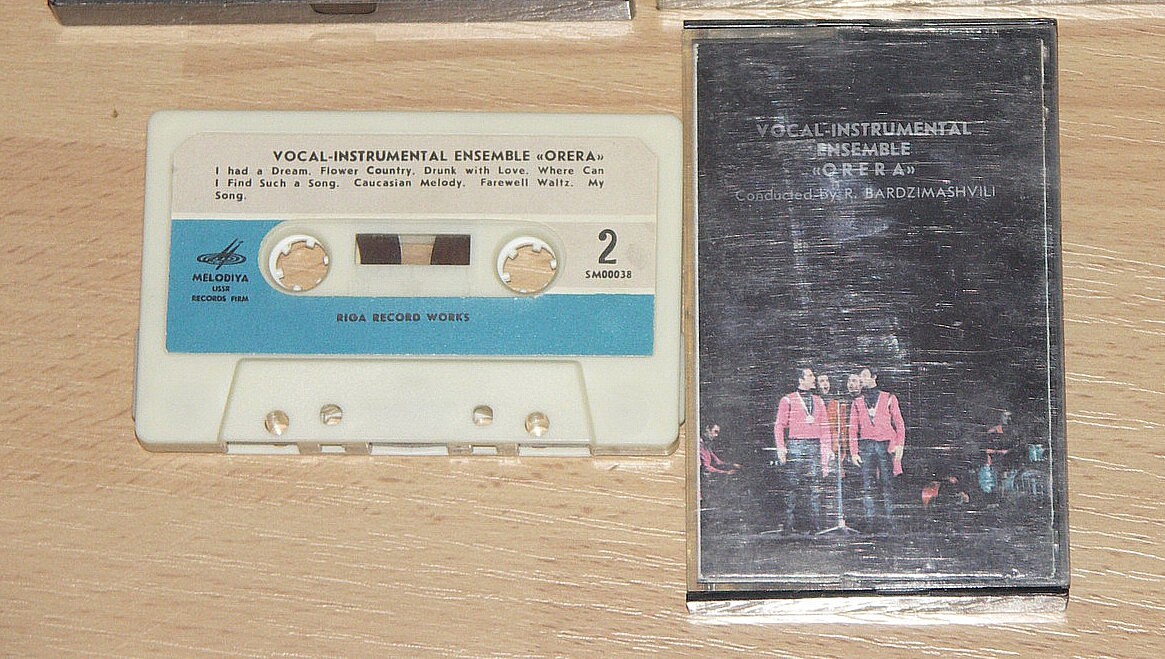 VOCAL-INSTRUMENTAL ENSEMBLE «ORERA»
I had a Dream. Flower Country. Drunk with Love. Where Can
I Find Such a Song. Caucasian Melody. Farewell Waltz. My
Song.
MELODIYA
USSR
RECORDS FIRM
2
SM00038
RIGA RECORD WORKS
VOCAL-INSTRUMENTAL
ENSEMBLE
«ORERA»
Conducted by R. BARDZIMASHVILI